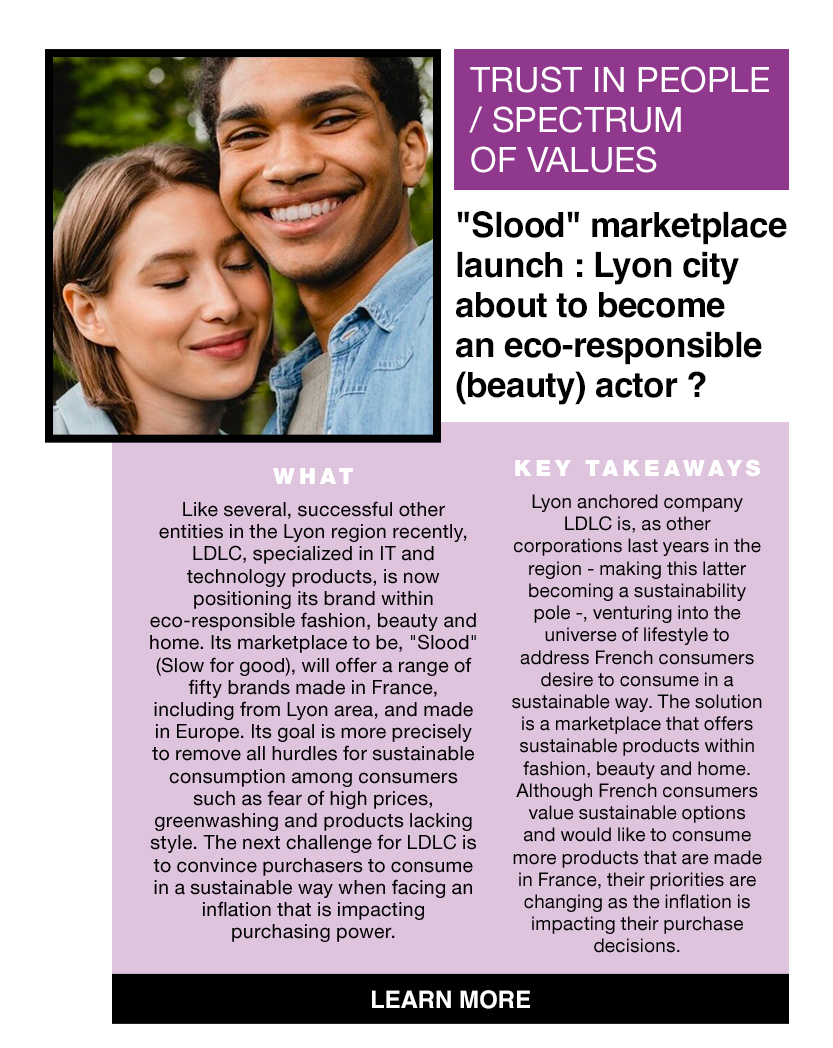 TRUST IN PEOPLE
/ SPECTRUM
OF VALUES
"Slood" marketplace
launch : Lyon city
about to become
an eco-responsible
(beauty) actor ?
WHAT
Like several, successful other
entities in the Lyon region recently,
LDLC, specialized in IT and
technology products, is now
positioning its brand within
eco-responsible fashion, beauty and
home. Its marketplace to be, "Slood"
(Slow for good), will offer a range of
fifty brands made in France,
including from Lyon area, and made
in Europe. Its goal is more precisely
to remove all hurdles for sustainable
consumption among consumers
such as fear of high prices,
greenwashing and products lacking
style. The next challenge for LDLC is
to convince purchasers to consume
in a sustainable way when facing an
inflation that is impacting
purchasing power.
KEY TAKEAWAYS
Lyon anchored company
LDLC is, as other
corporations last years in the
region - making this latter
becoming a sustainability
pole -, venturing into the
universe of lifestyle to
address French consumers
desire to consume in a
sustainable way. The solution
is a marketplace that offers
sustainable products within
fashion, beauty and home.
Although French consumers
value sustainable options
and would like to consume
more products that are made
in France, their priorities are
changing as the inflation is
impacting their purchase
decisions.
LEARN MORE